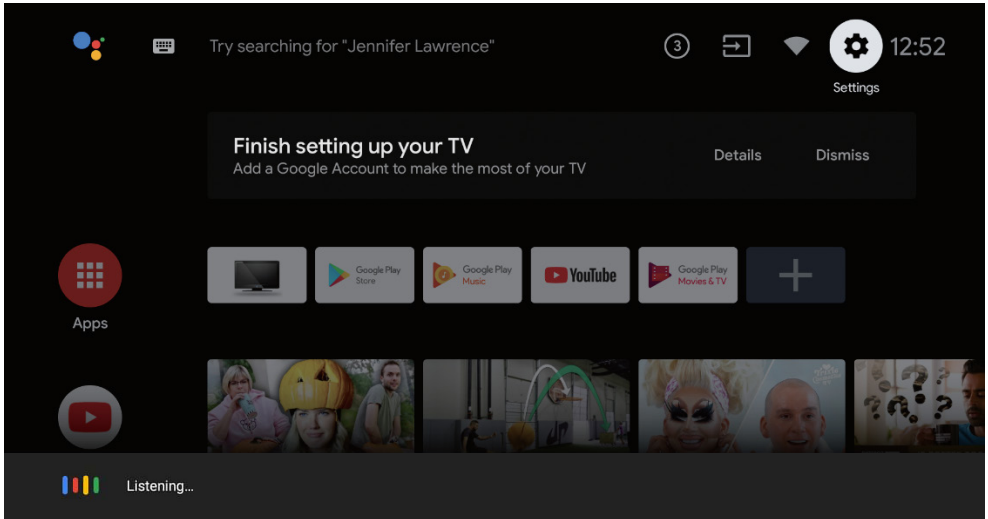 Try searching for "Jennifer Lawrence"
3
12:52
Settings
Finish setting up your TV
Add a Google Account to make the most of your TV
Details
Dismiss
Google Play
Store
Google Play
Music
YouTube
Google Play
Movies & TV
Apps
? ? ? ?
? ? ?
Listening...